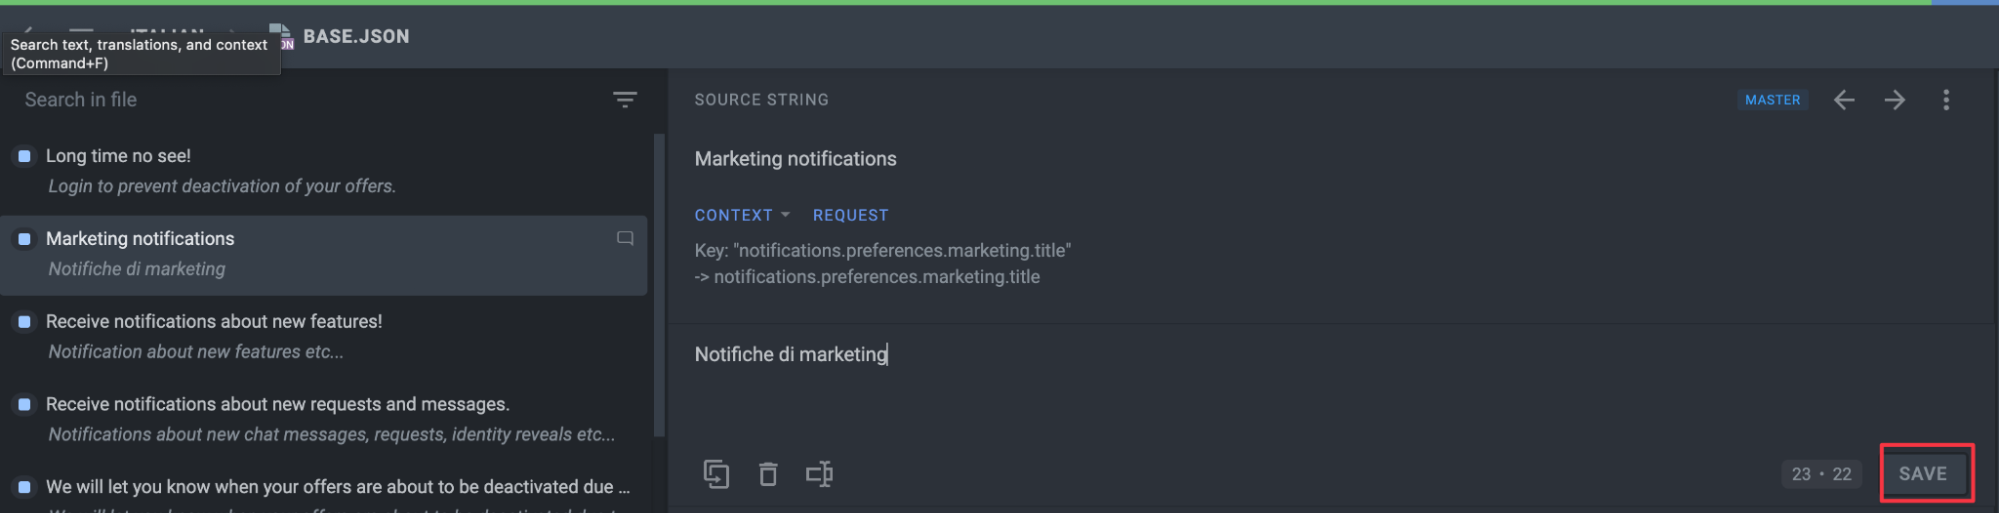 ITALIAN
BASE.JSON
Search text, translations, and context
(Command+F)
Search in file
Long time no see!
Login to prevent deactivation of your offers.
Marketing notifications
Notifiche di marketing
Receive notifications about new features!
Notification about new features etc...
Receive notifications about new requests and messages.
Notifications about new chat messages, requests, identity reveals etc...
We will let you know when your offers are about to be deactivated due ...
SOURCE STRING
MASTER
Marketing notifications
CONTEXT REQUEST
Key: "notifications.preferences.marketing.title"
-> notifications.preferences.marketing.title
Notifiche di marketing
23 • 22
SAVE